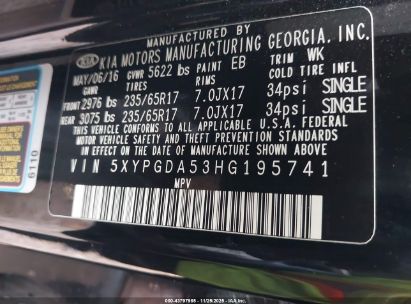 MANUFACTURED BY
KIA KIA MOTORS MANUFACTURING GEORGIA, INC.
MAY/06/16 GVWR 5622 lbs PAINT EB TRIM WK
GAWR TIRES RIMS COLD TIRE INFL
FRONT 2976 lbs 235/65R17 7.0JX17 34psi SINGLE
REAR 3075 lbs 235/65R17 7.0JX17 34psi SINGLE
THIS VEHICLE CONFORMS TO ALL APPLICABLE U.S.A. FEDERAL
MOTOR VEHICLE SAFETY STANDARDS
IN EFFECT ON THE DATE OF MANUFACTURE SHOWN ABOVE.
VIN 5XYPGDA53HG195741
MPV
6110